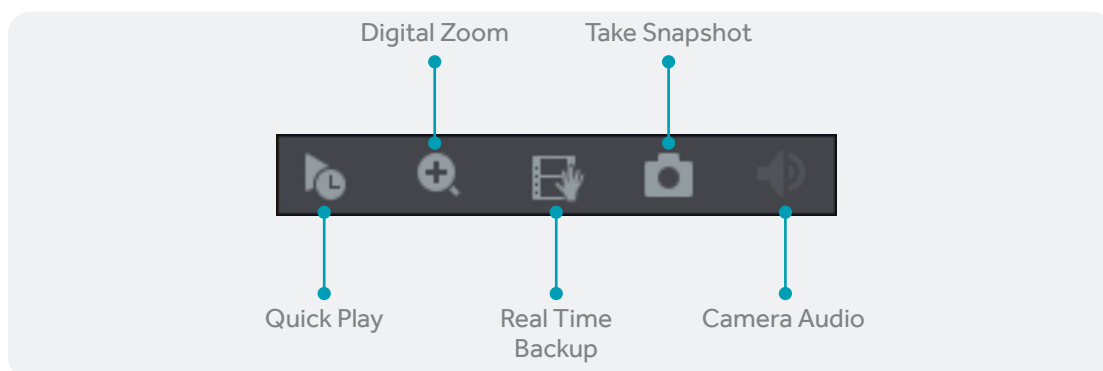 Digital Zoom
Take Snapshot
Quick Play
Real Time
Backup
Camera Audio